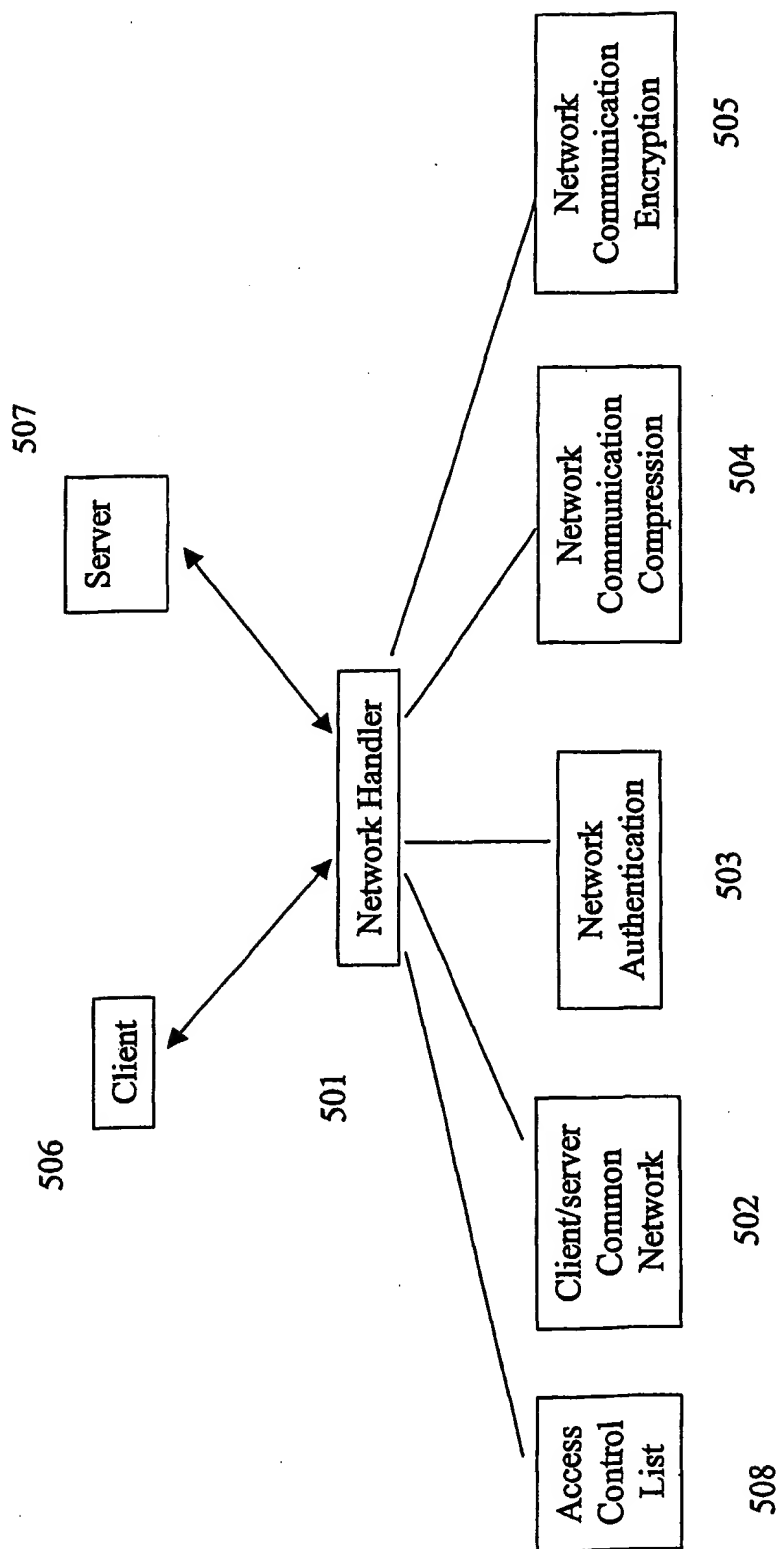 507
Server
506
Client
501
Network Handler
Access
Control
List
508
Client/server
Common
Network
502
Network
Authentication
503
Network
Communication
Compression
504
Network
Communication
Encryption
505